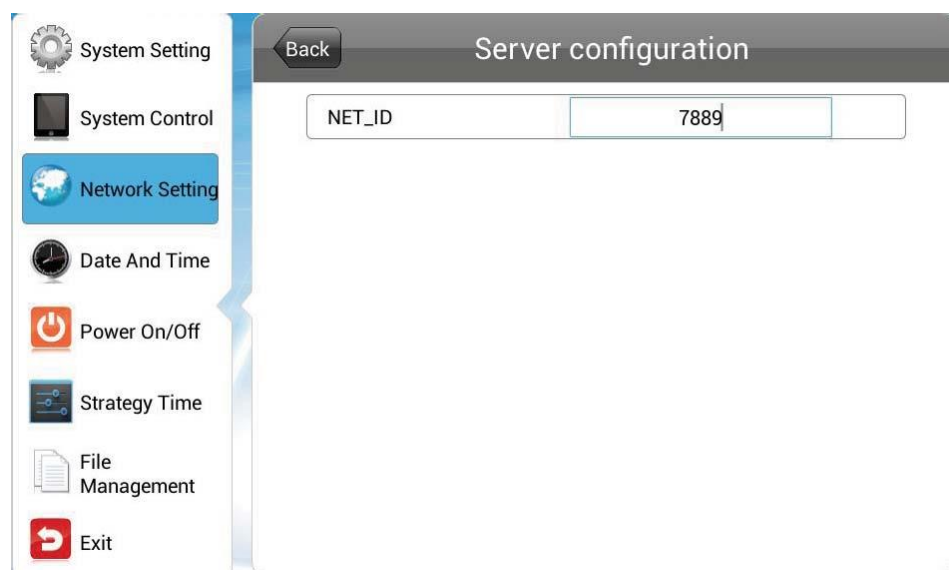 System Setting
System Control
Network Setting
Date And Time
Power On/Off
Strategy Time
File
Management
Exit
Back
Server configuration
NET_ID
7889